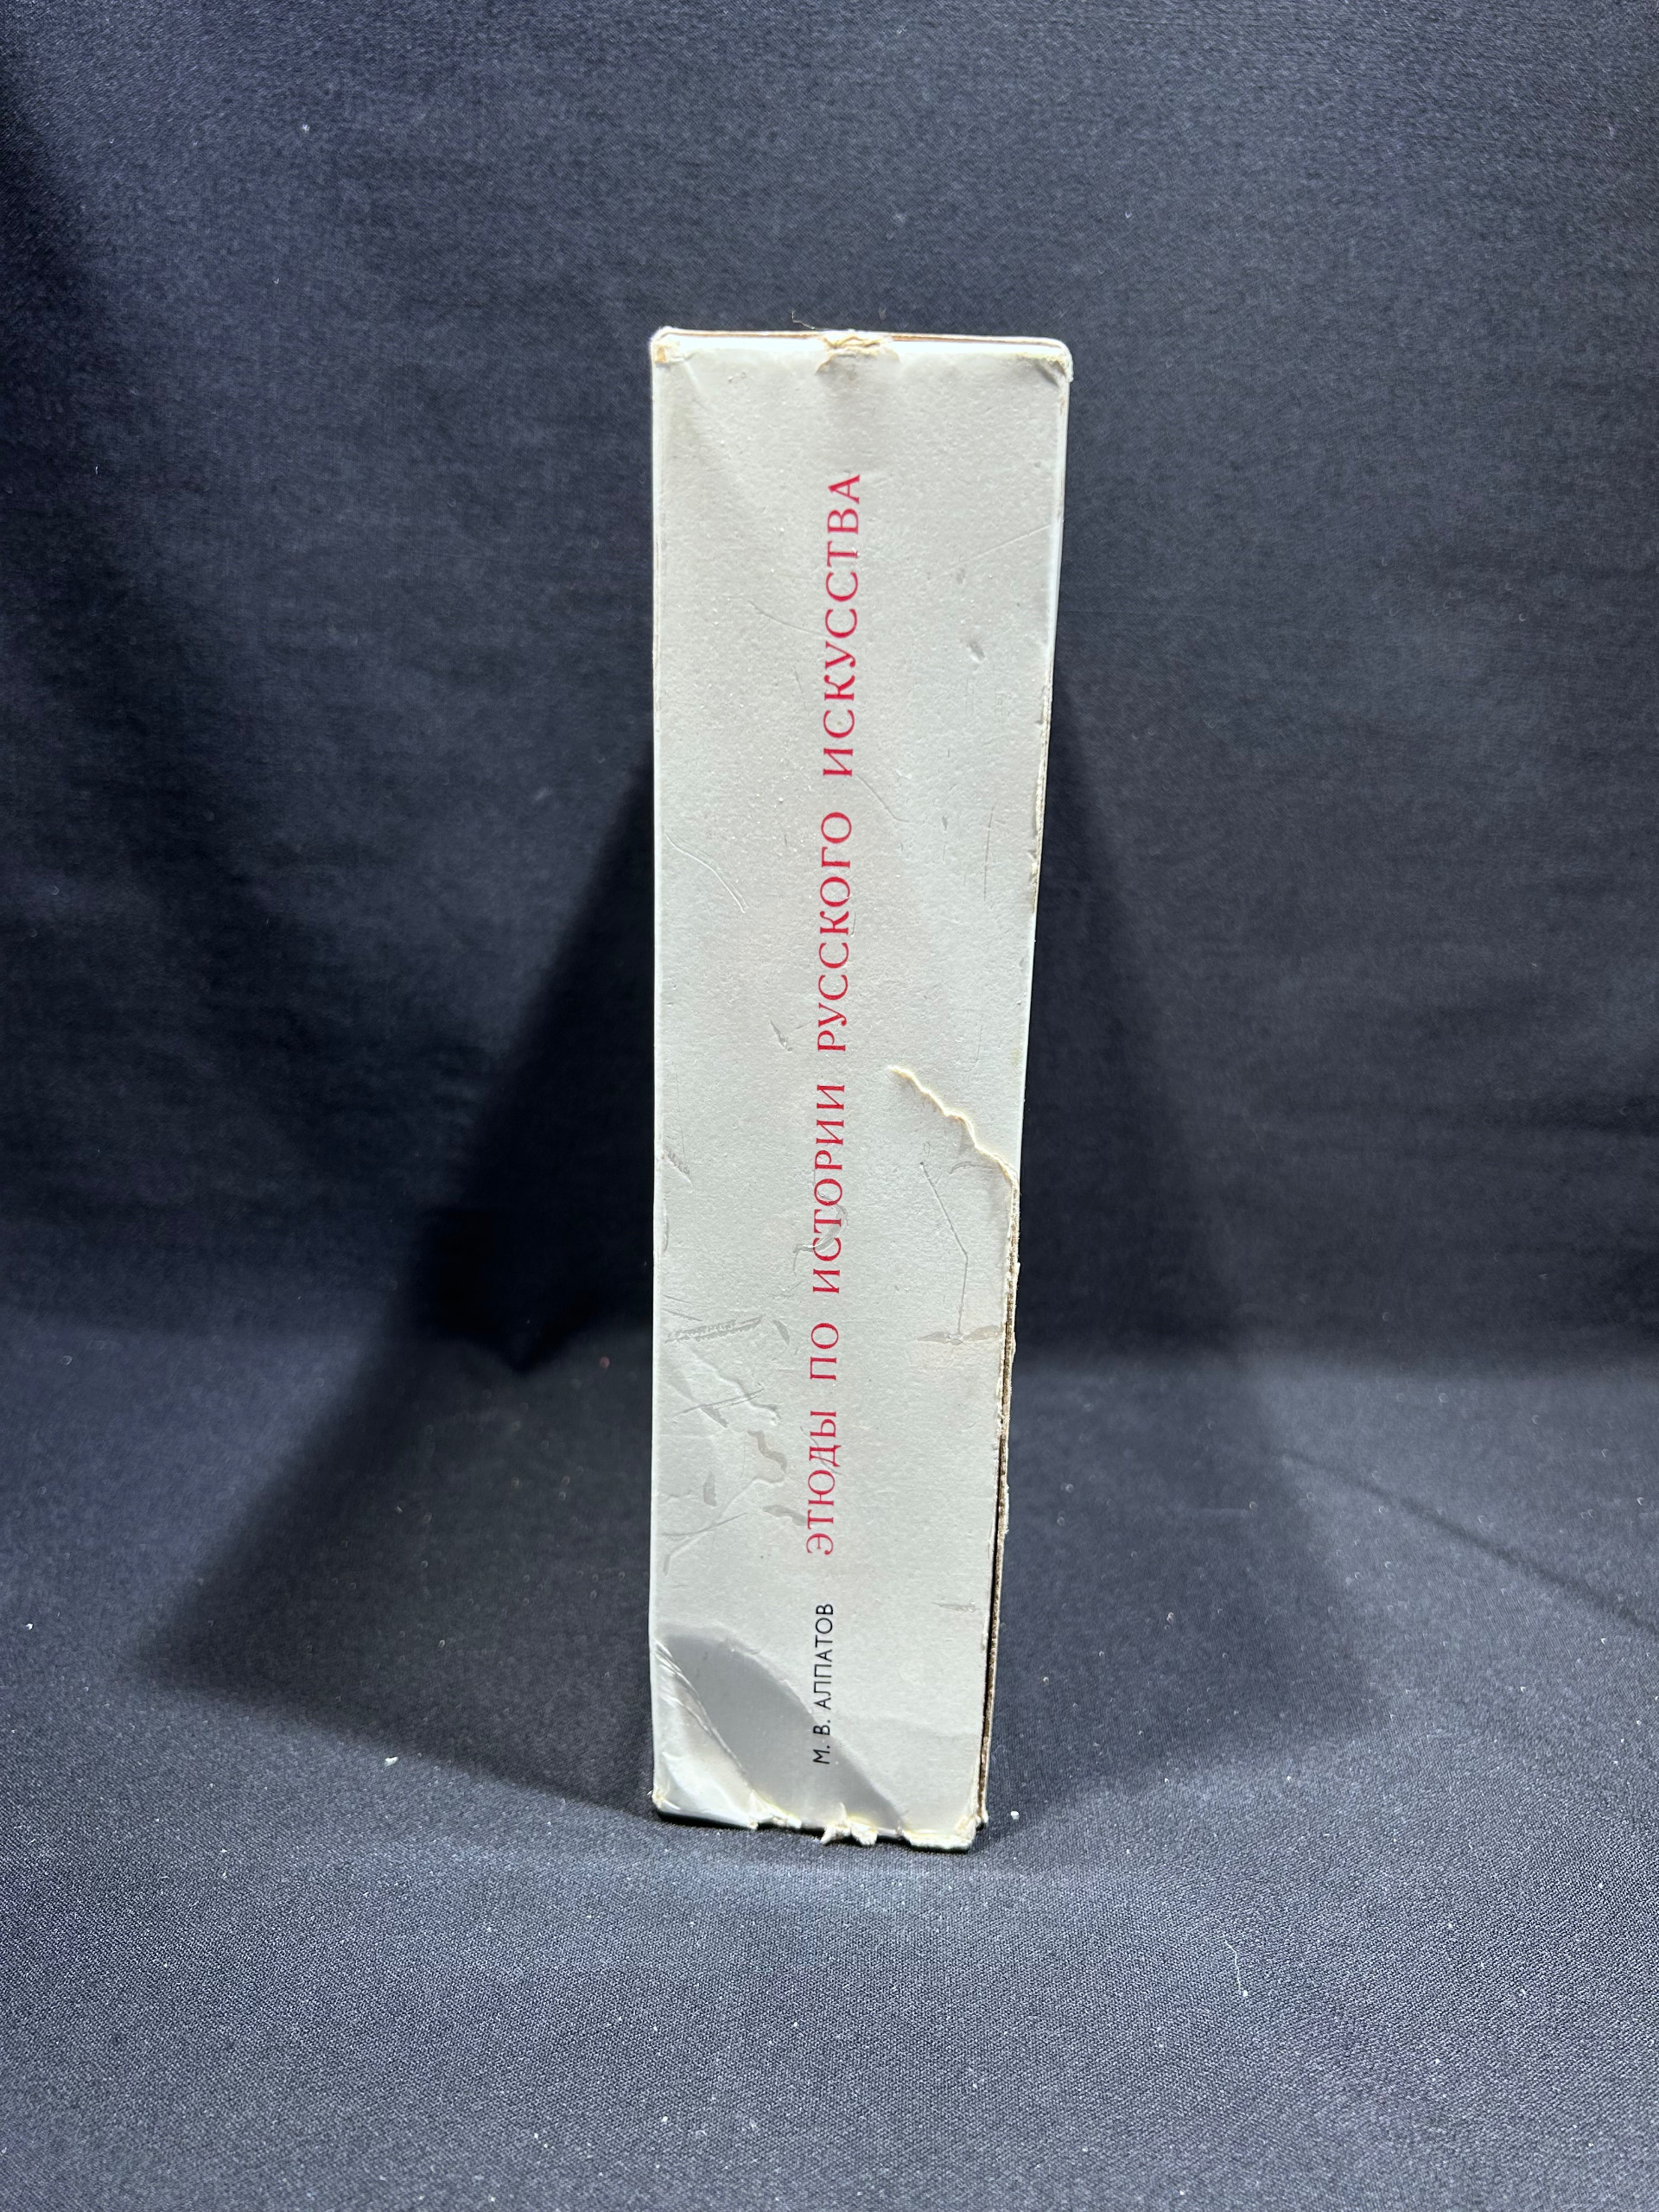 М. В. АЛПАТОВ ЭТЮДЫ ПО ИСТОРИИ РУССКОГО ИСКУССТВА